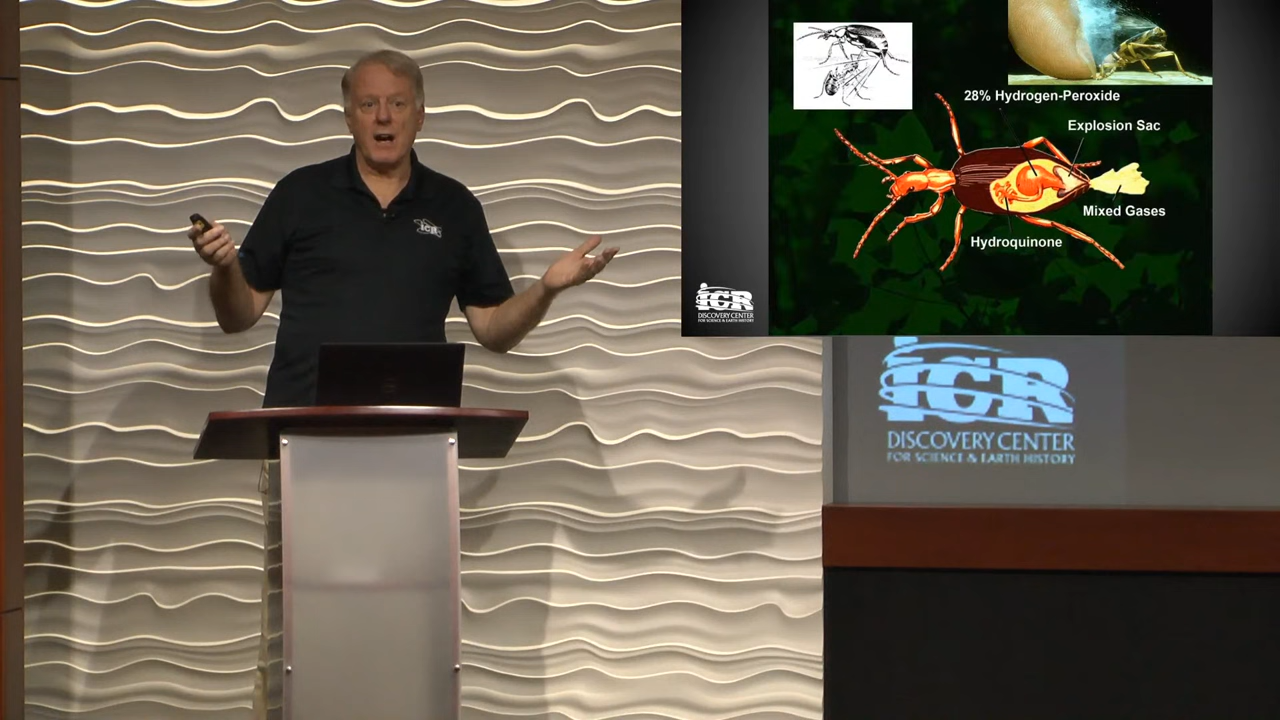 28% Hydrogen-Peroxide
Explosion Sac
Mixed Gases
Hydroquinone
ICR
DISCOVERY CENTER
FOR SCIENCE & EARTH HISTORY
iCR
DISCOVERY CENTER
FOR SCIENCE & EARTH HISTORY
iCR